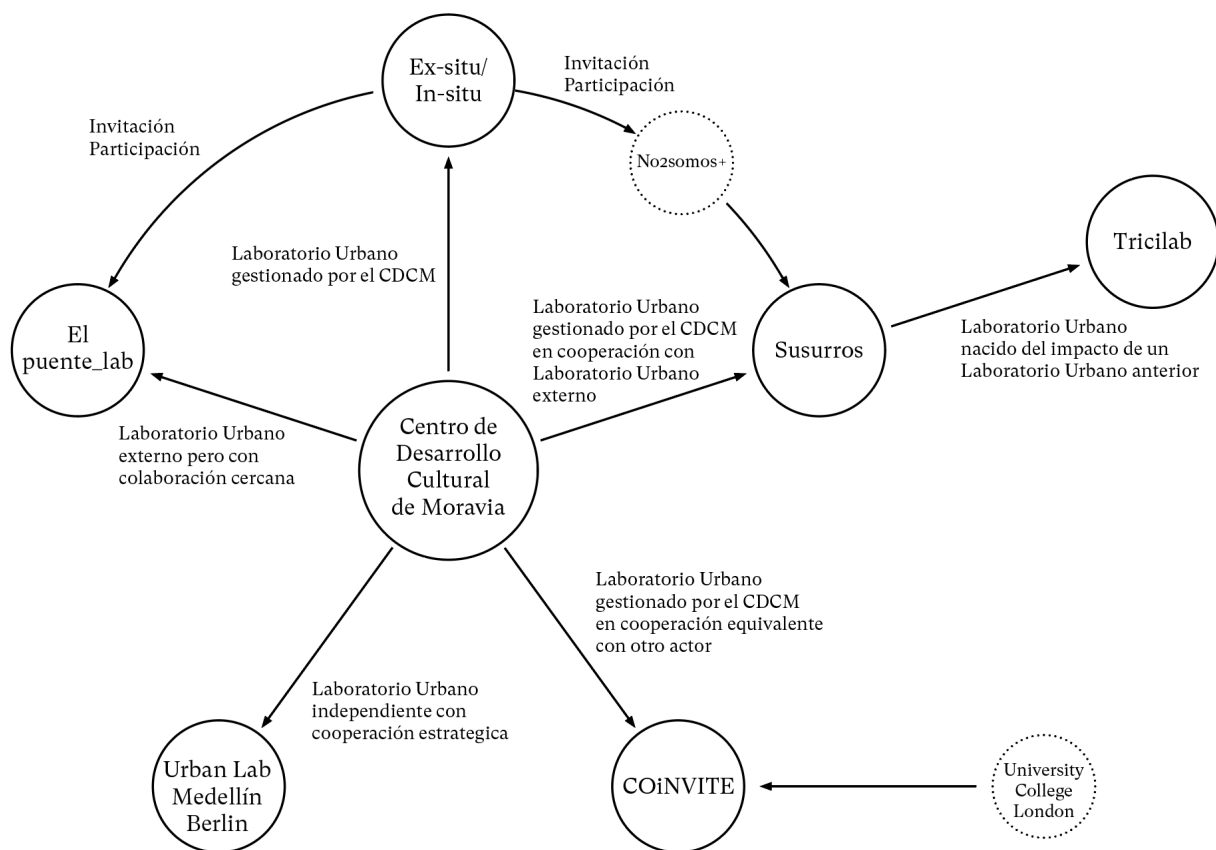 Ex-situ/
In-situ
Invitación
Participación
Invitación
Participación
No2somos+
Tricilab
Laboratorio Urbano
gestionado por el CDCM
El
puente_lab
Laboratorio Urbano
gestionado por el CDCM
en cooperación con
Laboratorio Urbano
externo
Susurros
Laboratorio Urbano
nacido del impacto de un
Laboratorio Urbano anterior
Laboratorio Urbano
externo pero con
colaboración cercana
Centro de
Desarrollo
Cultural
de Moravia
Laboratorio Urbano
gestionado por el CDCM
en cooperación equivalente
con otro actor
Laboratorio Urbano
independiente con
cooperación estrategica
Urban Lab
Medellín
Berlin
COiNVITE
University
College
London